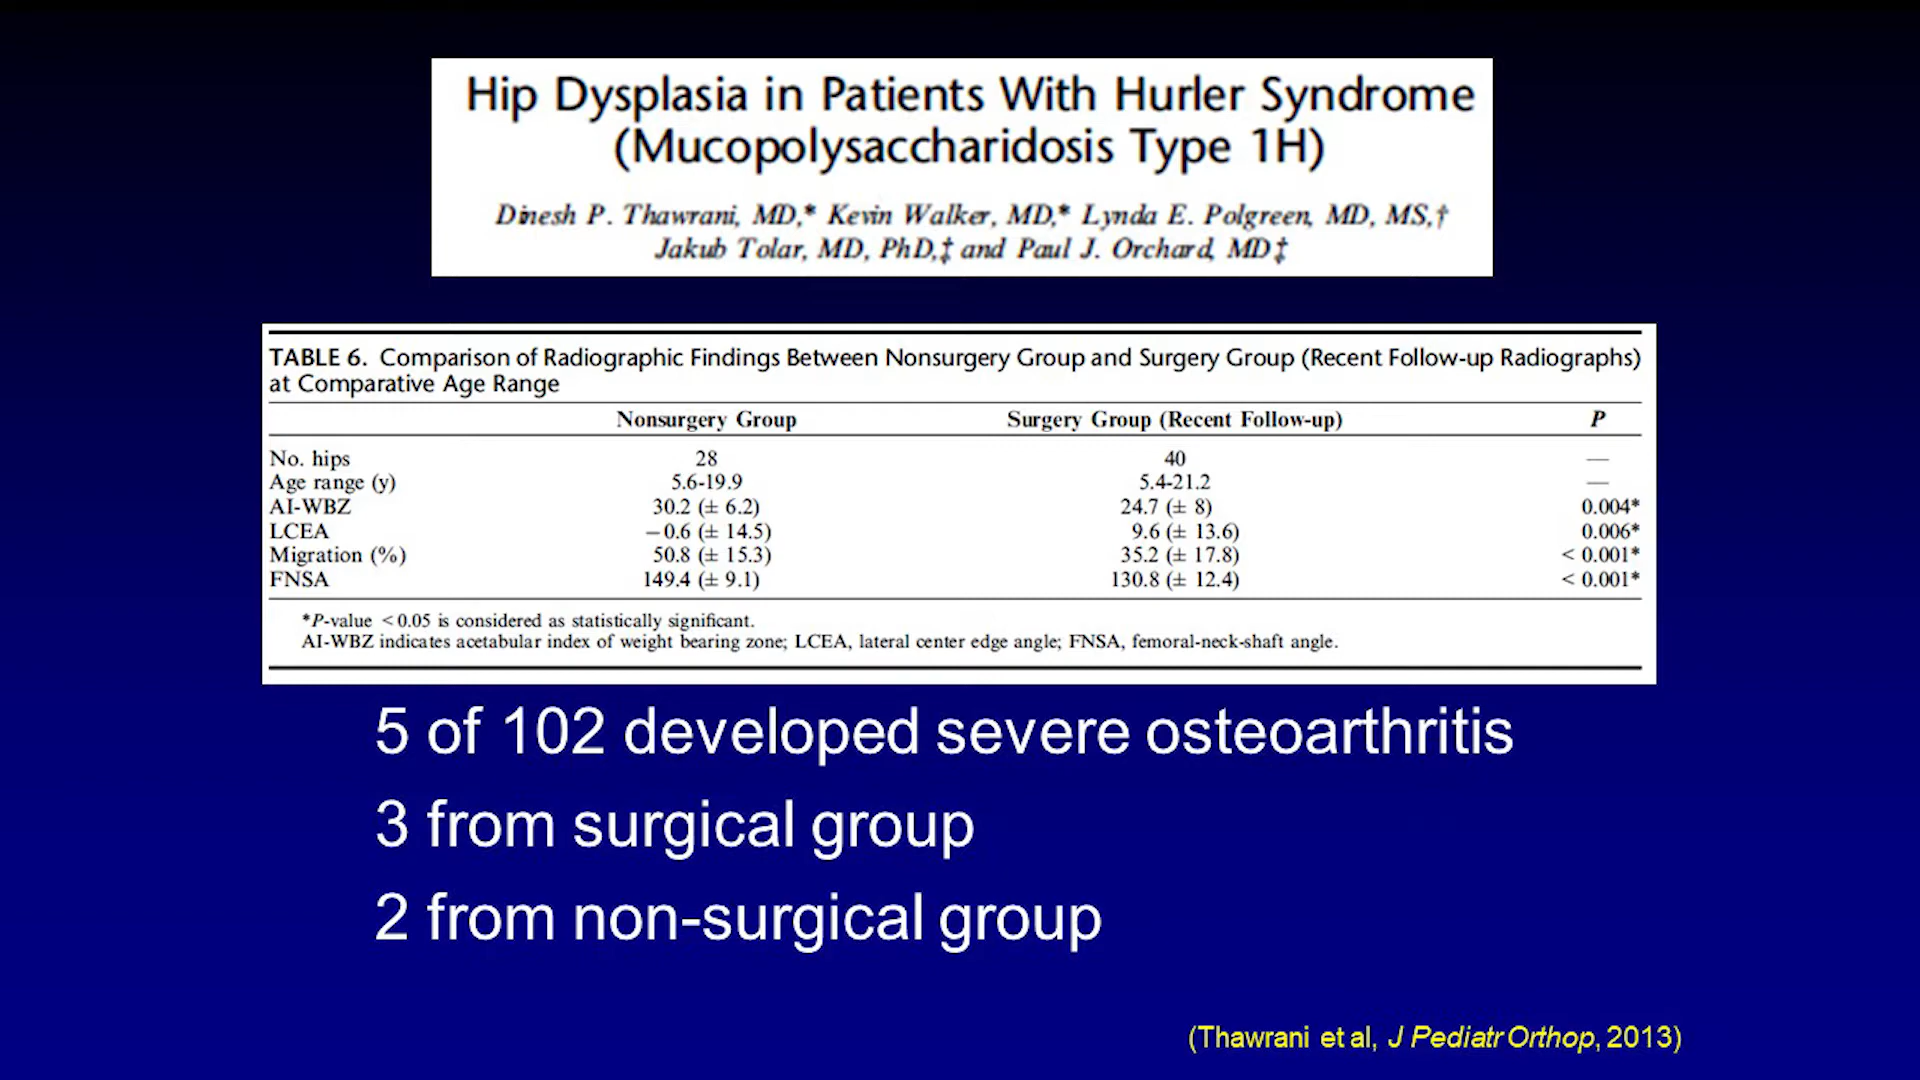 Hip Dysplasia in Patients With Hurler Syndrome
(Mucopolysaccharidosis Type 1H)
Dinesh P. Thawrani, MD,* Kevin Walker, MD,* Lynda E. Polgreen, MD, MS,†
Jakub Tolar, MD, PhD,‡ and Paul J. Orchard, MD‡
TABLE 6. Comparison of Radiographic Findings Between Nonsurgery Group and Surgery Group (Recent Follow-up Radiographs)
at Comparative Age Range
Nonsurgery Group Surgery Group (Recent Follow-up) P
No. hips 28 40 —
Age range (y) 5.6-19.9 5.4-21.2 —
AI-WBZ 30.2 (± 6.2) 24.7 (± 8) 0.004*
LCEA −0.6 (± 14.5) 9.6 (± 13.6) 0.006*
Migration (%) 50.8 (± 15.3) 35.2 (± 17.8) < 0.001*
FNSA 149.4 (± 9.1) 130.8 (± 12.4) < 0.001*
*P-value < 0.05 is considered as statistically significant.
AI-WBZ indicates acetabular index of weight bearing zone; LCEA, lateral center edge angle; FNSA, femoral-neck-shaft angle.
5 of 102 developed severe osteoarthritis
3 from surgical group
2 from non-surgical group
(Thawrani et al, J Pediatr Orthop, 2013)